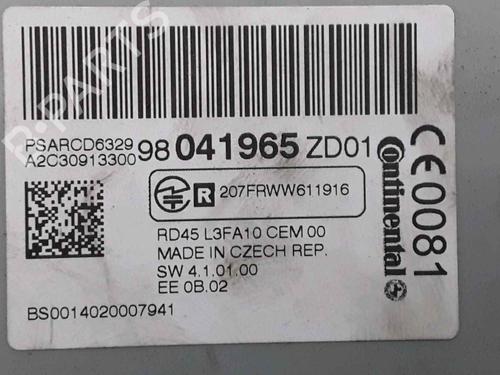 PSARCD6329
A2C30913300
98 041965 ZD01
R 207FRWW611916
RD45 L3FA10 CEM 00
MADE IN CZECH REP.
SW 4.1.01.00
EE 0B.02
BS0014020007941
Continental
CE0081
B-PARTS